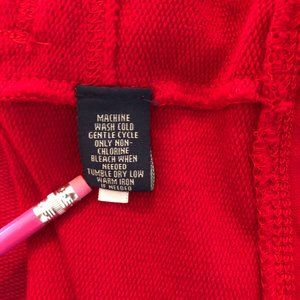 MACHINE
WASH COLD
GENTLE CYCLE
ONLY NON-
CHLORINE
BLEACH WHEN
NEEDED
TUMBLE DRY LOW
WARM IRON
IF NEEDED